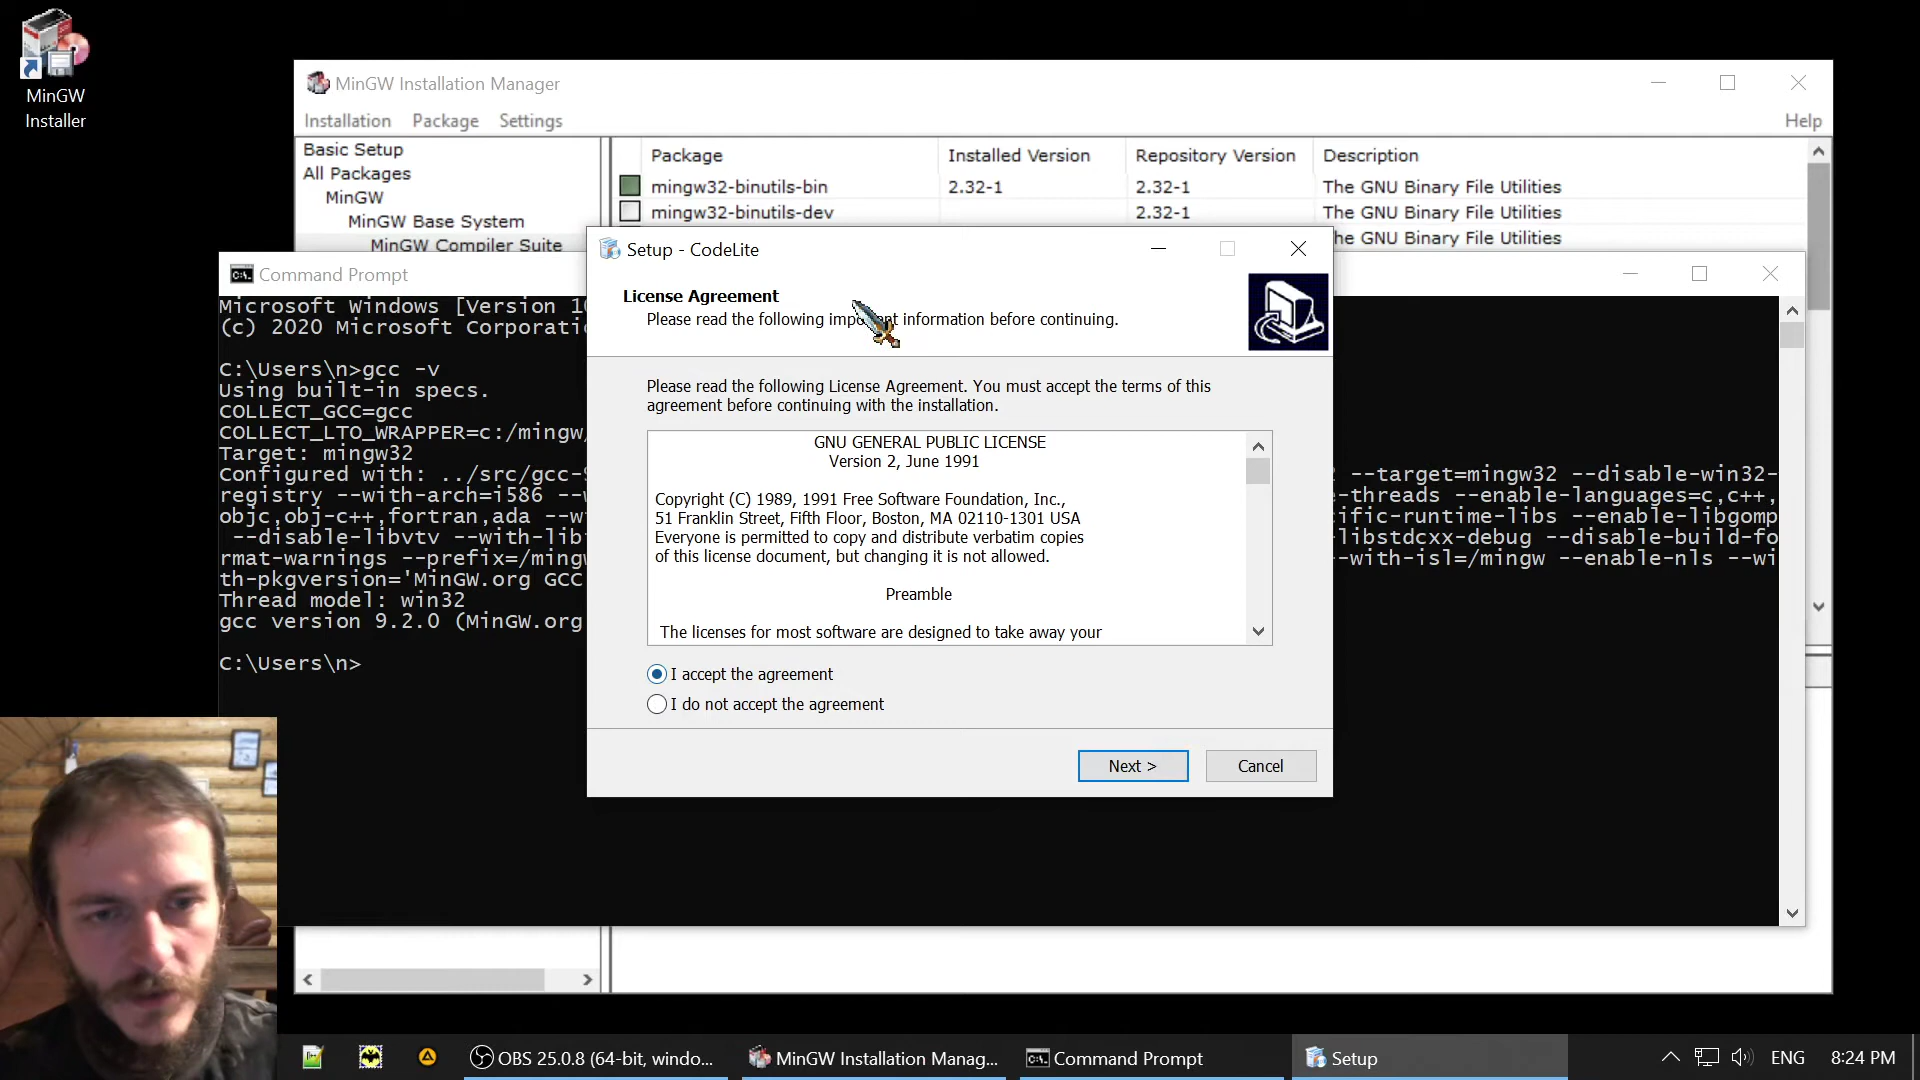 MinGW
Installer
MinGW Installation Manager
Installation Package Settings Help
Basic Setup
All Packages
MinGW
MinGW Base System
MinGW Compiler Suite
Package Installed Version Repository Version Description
mingw32-binutils-bin 2.32-1 2.32-1 The GNU Binary File Utilities
mingw32-binutils-dev 2.32-1 The GNU Binary File Utilities
he GNU Binary File Utilities
Command Prompt
Microsoft Windows [Version 1
(c) 2020 Microsoft Corporati
C:\Users\n>gcc -v
Using built-in specs.
COLLECT_GCC=gcc
COLLECT_LTO_WRAPPER=c:/mingw/
Target: mingw32
Configured with: ../src/gcc- --target=mingw32 --disable-win32-
registry --with-arch=i586 -- -threads --enable-languages=c,c++,
objc,obj-c++,fortran,ada --wi ific-runtime-libs --enable-libgomp
--disable-libvtv --with-lib libstdcxx-debug --disable-build-fo
rmat-warnings --prefix=/ming --with-isl=/mingw --enable-nls --wi
th-pkgversion='MinGW.org GCC
Thread model: win32
gcc version 9.2.0 (MinGW.org
C:\Users\n>
Setup - CodeLite
License Agreement
Please read the following important information before continuing.
Please read the following License Agreement. You must accept the terms of this
agreement before continuing with the installation.
GNU GENERAL PUBLIC LICENSE
Version 2, June 1991
Copyright (C) 1989, 1991 Free Software Foundation, Inc.,
51 Franklin Street, Fifth Floor, Boston, MA 02110-1301 USA
Everyone is permitted to copy and distribute verbatim copies
of this license document, but changing it is not allowed.
Preamble
The licenses for most software are designed to take away your
I accept the agreement
I do not accept the agreement
Next > Cancel
OBS 25.0.8 (64-bit, windo... MinGW Installation Manag... Command Prompt Setup ENG 8:24 PM